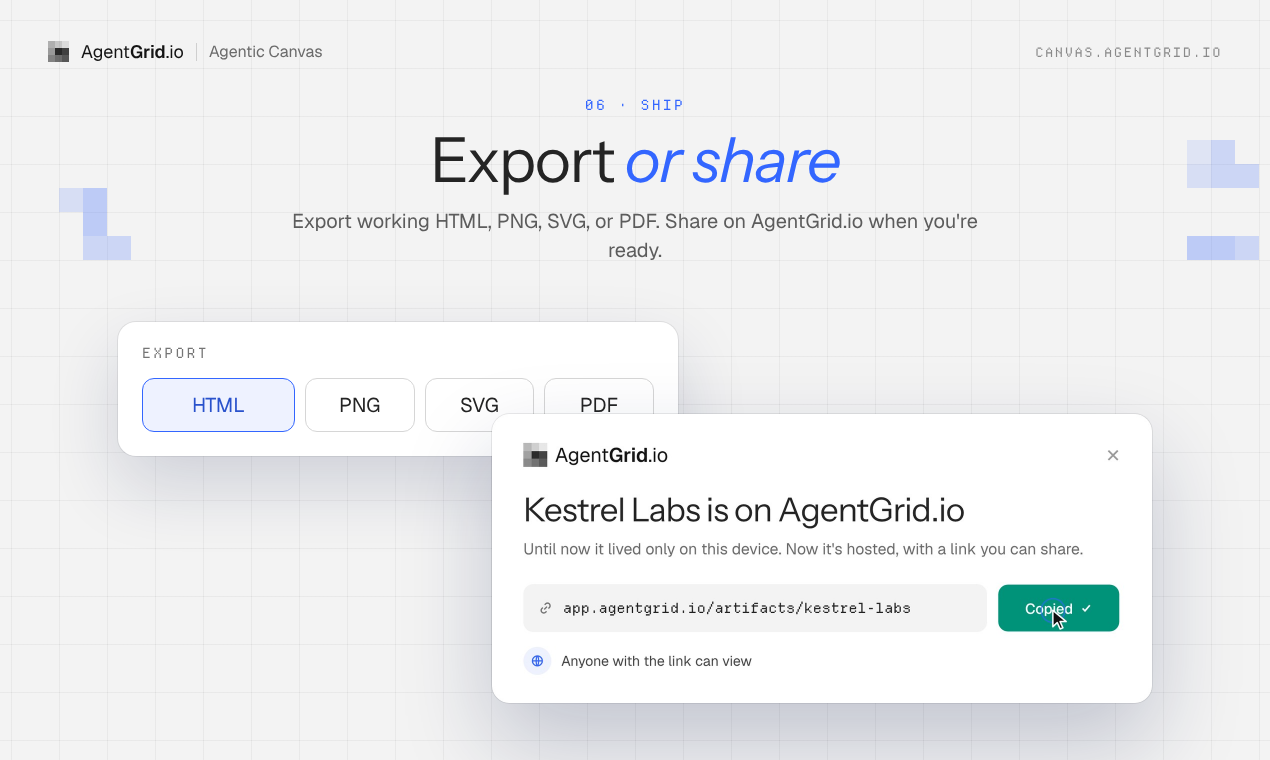 AgentGrid.io Agentic Canvas
CANVAS.AGENTGRID.IO
06 · SHIP
Export or share
Export working HTML, PNG, SVG, or PDF. Share on AgentGrid.io when you're
ready.
EXPORT
HTML PNG SVG PDF
AgentGrid.io
Kestrel Labs is on AgentGrid.io
Until now it lived only on this device. Now it's hosted, with a link you can share.
app.agentgrid.io/artifacts/kestrel-labs
Copied ✓
Anyone with the link can view